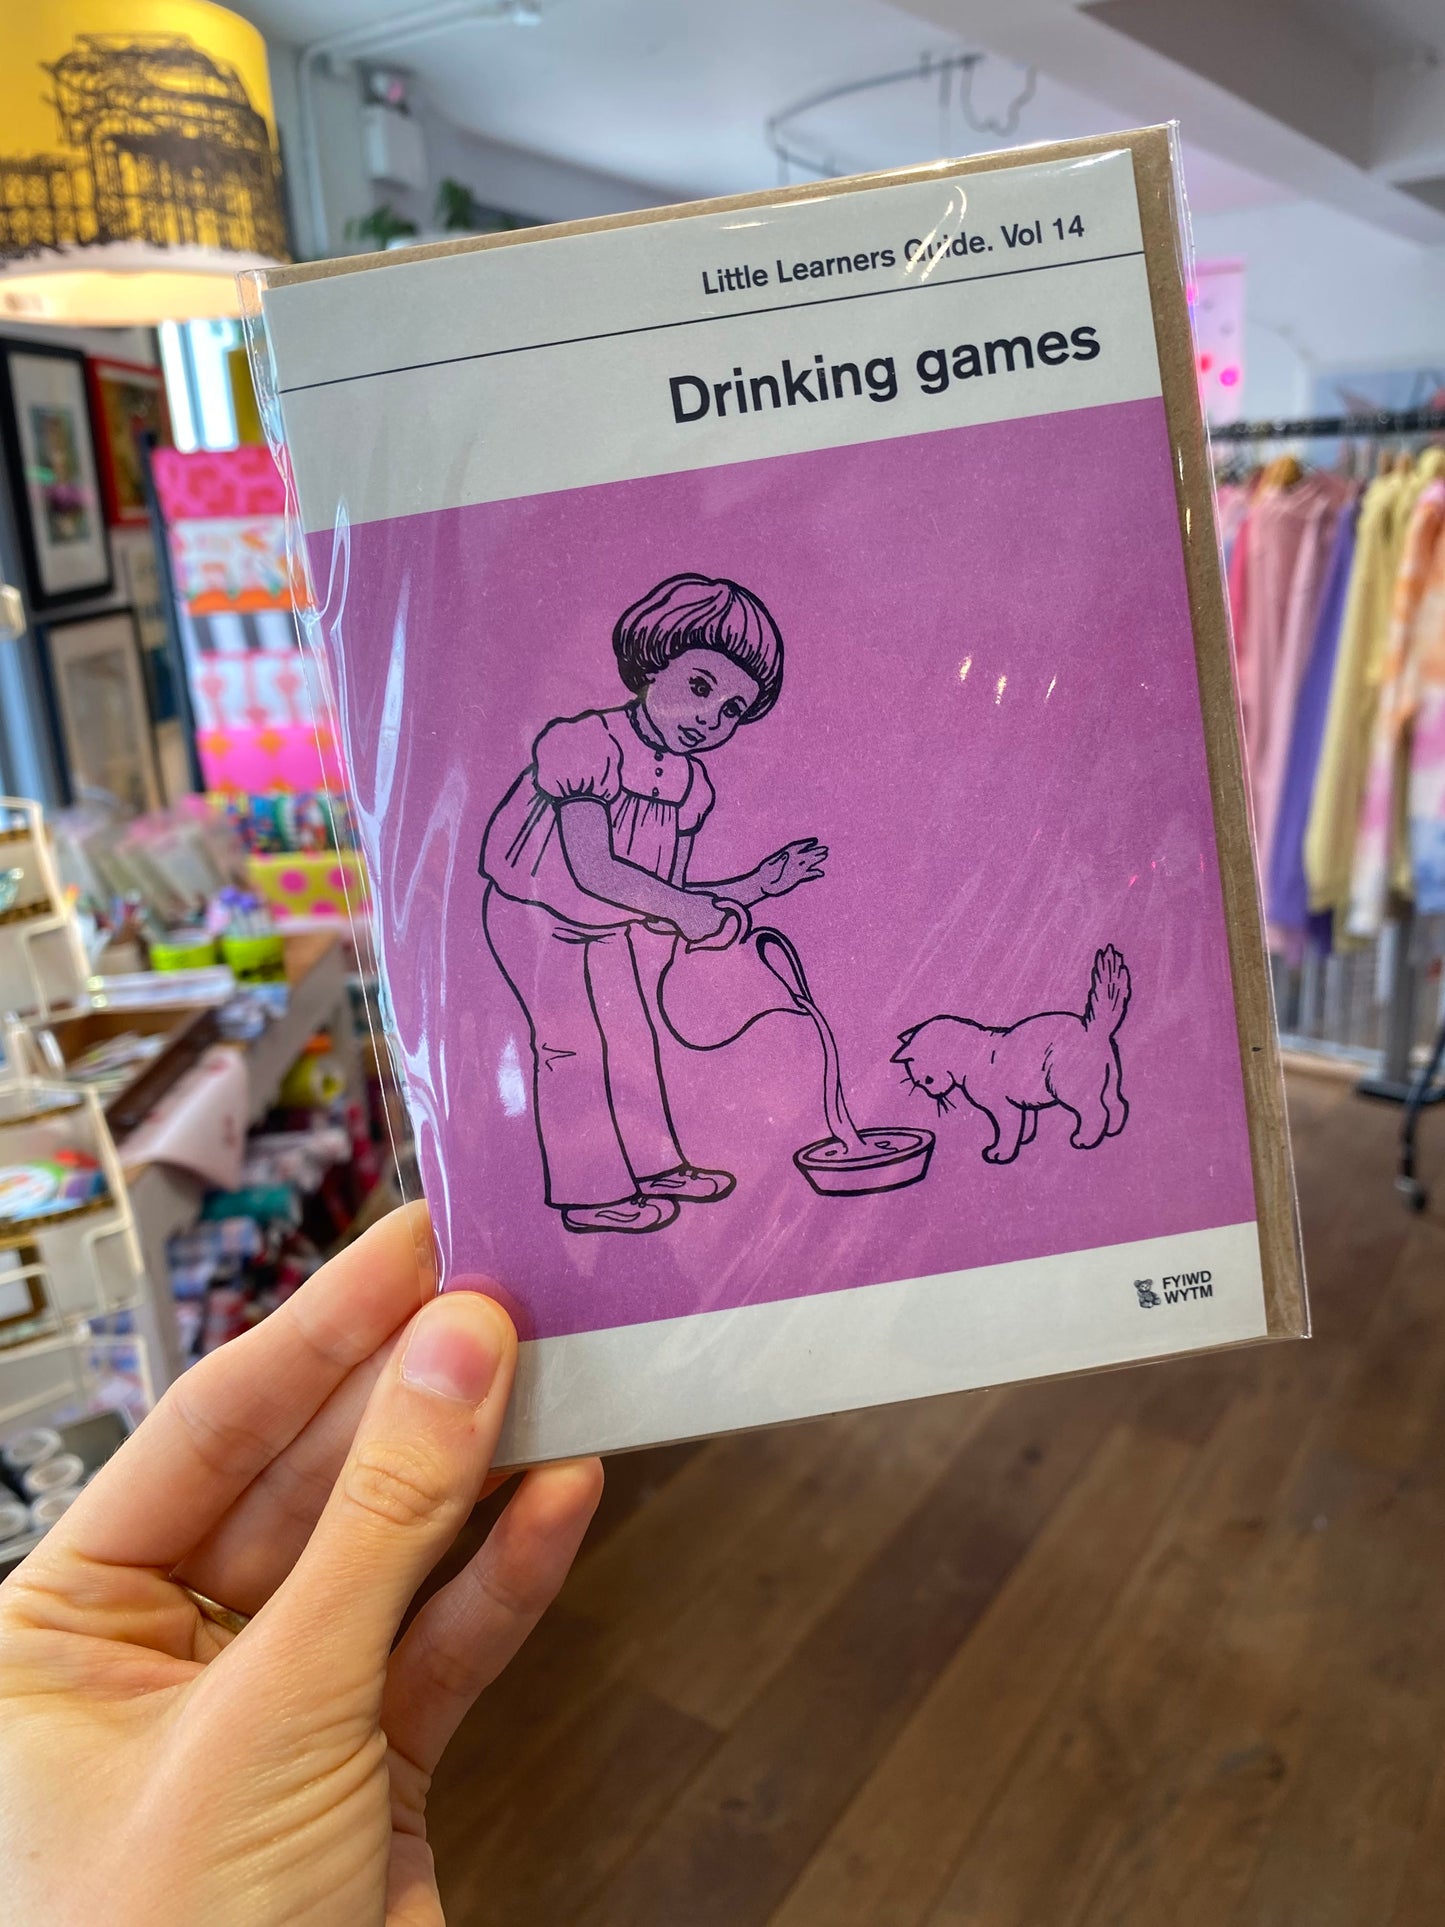 Little Learners Guide. Vol 14
Drinking games
FYIWD
WYTM